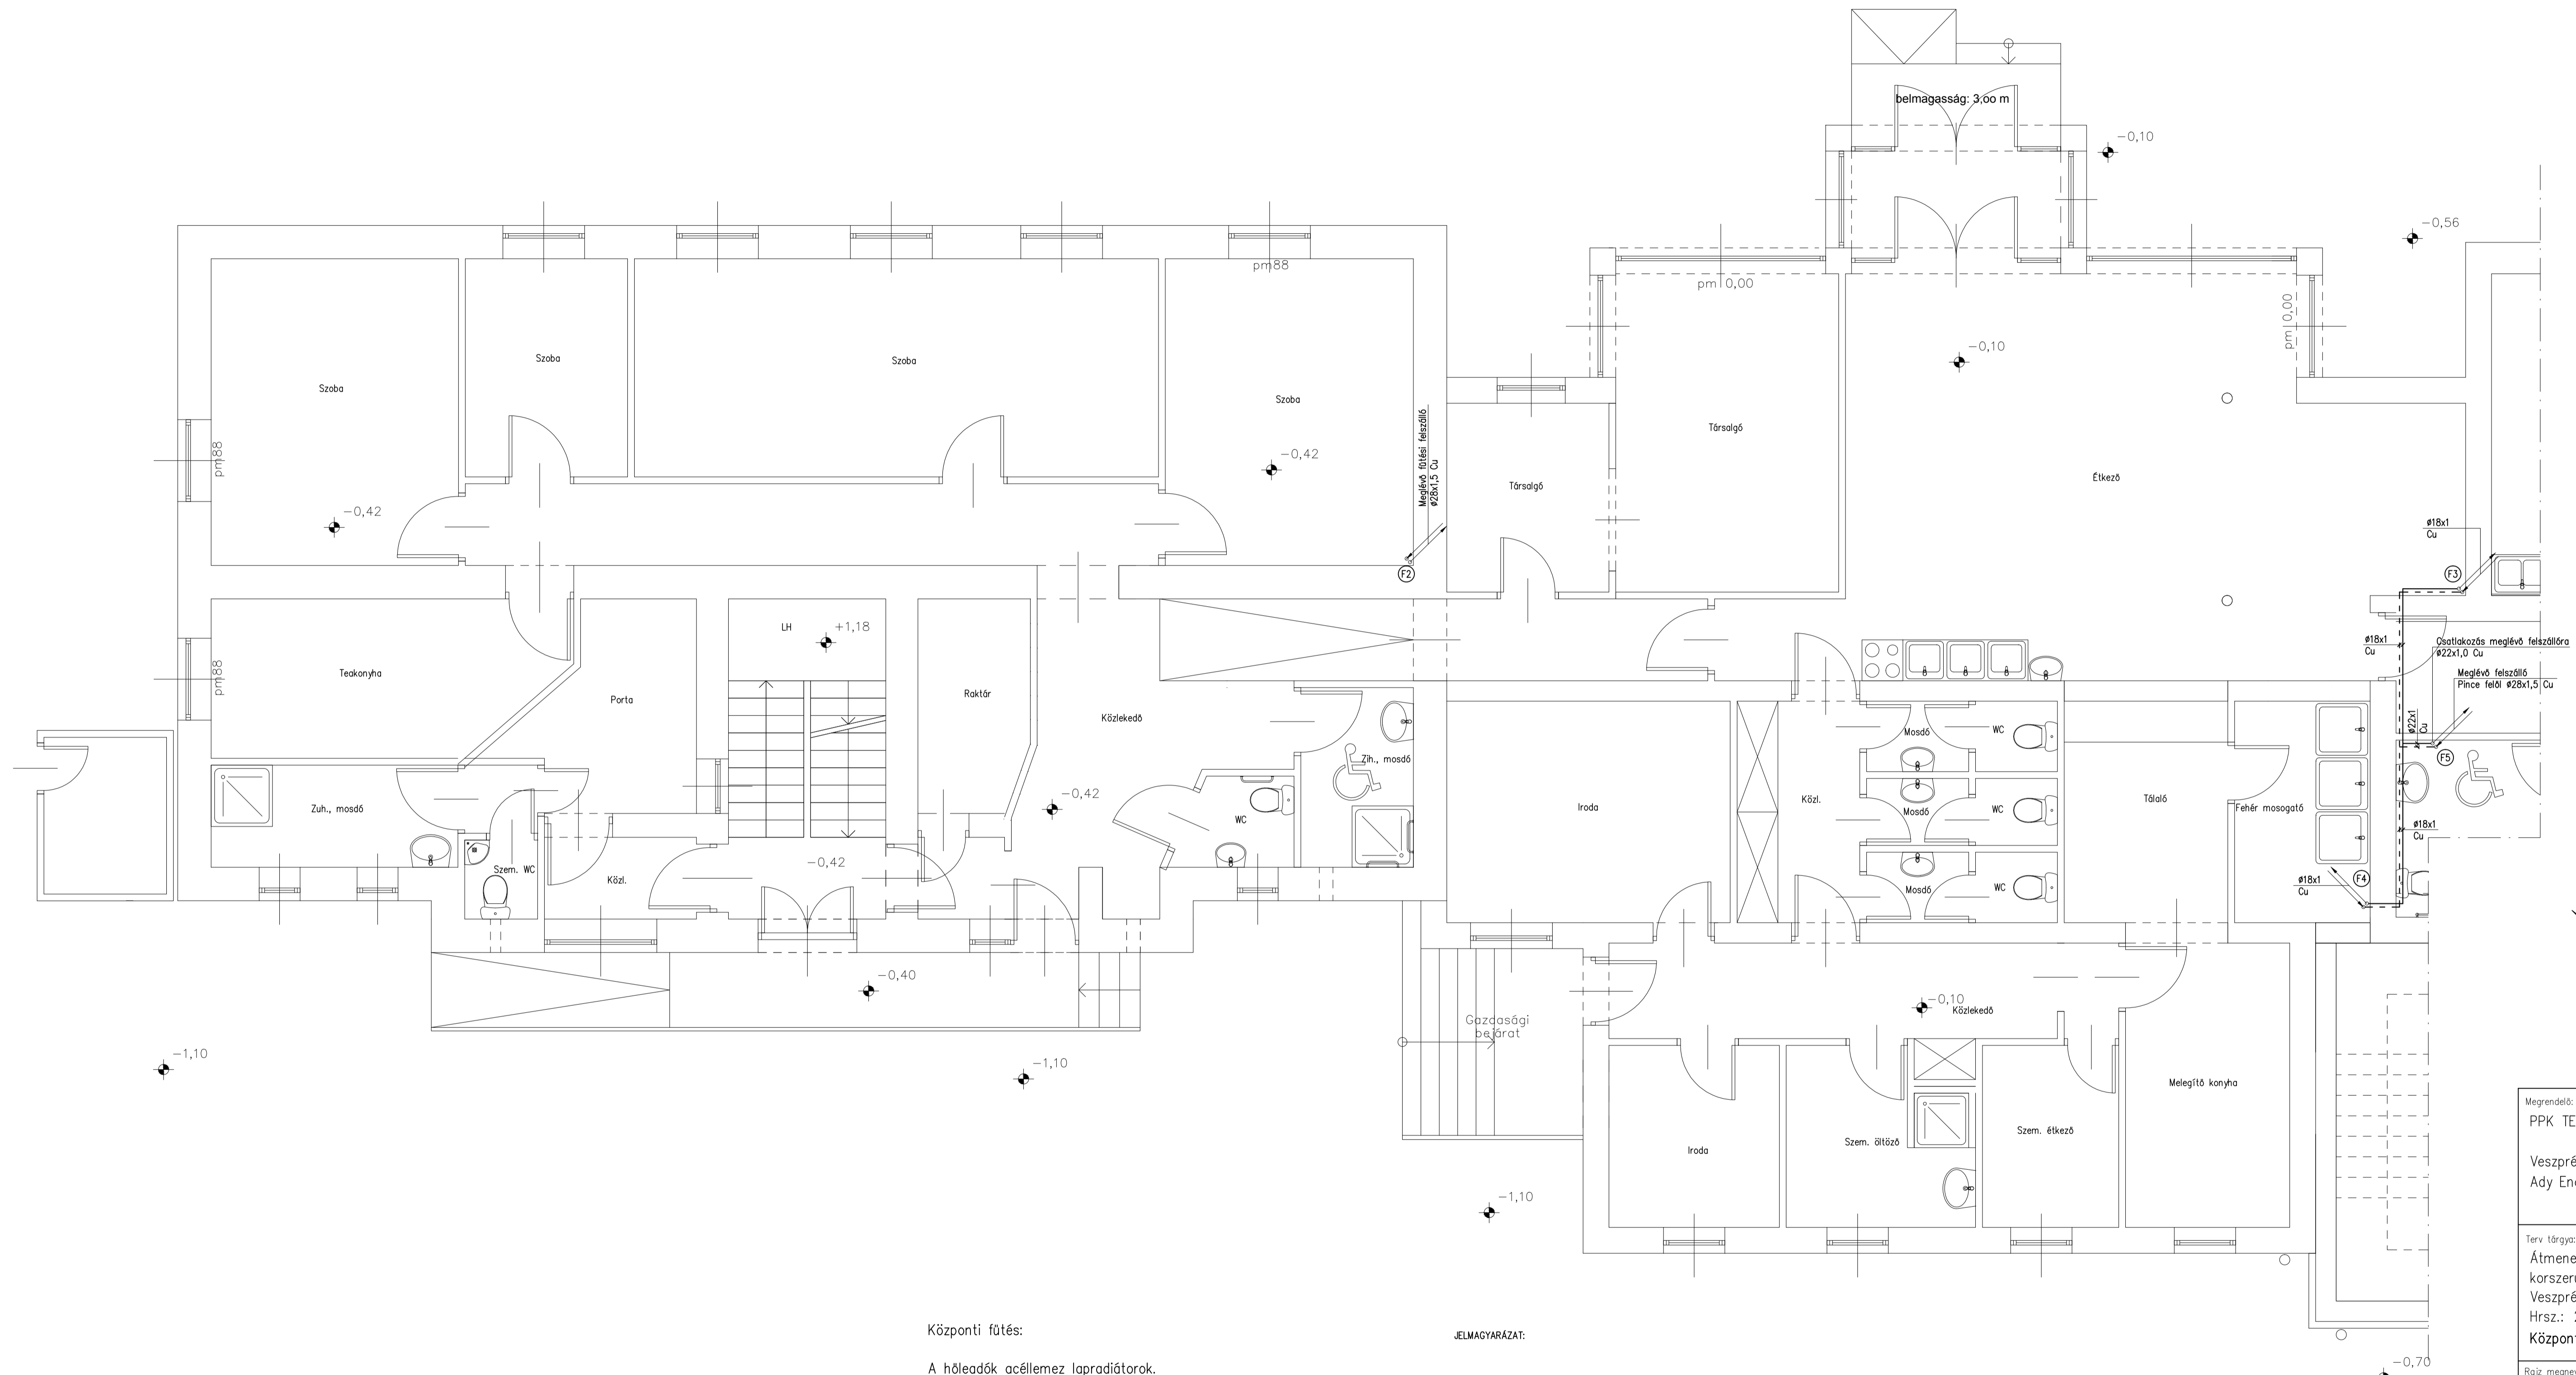 belmagasság: 3,oo m
-0,10
-0,56
pm88
pm 0,00
pm 0,00
-0,10
Szoba
Szoba
Szoba
Szoba
Társalgó
Meglévő fűtési felszálló
ø28x1,5 Cu
pm88
-0,42
Étkező
Társalgó
-0,42
ø18x1
Cu
F2
F3
LH
+1,18
ø18x1
Cu
Csatlakozás meglévő felszállóra
ø22x1,0 Cu
Teakonyha
pm88
Meglévő felszálló
Pince felől ø28x1,5 Cu
Porta
Raktár
Közlekedő
ø22x1
Cu
Mosdó
WC
F5
Zih., mosdó
Zuh., mosdó
-0,42
Iroda
Közl.
Mosdó
WC
Tálaló
Fehér mosogató
WC
ø18x1
Cu
-0,42
Szem. WC
Közl.
Mosdó
WC
F4
ø18x1
Cu
-0,40
-0,10
Közlekedő
Gazdasági
bejárat
-1,10
-1,10
Melegítő konyha
Megrendelő:
PPK TE
Szem. étkező
Szem. öltöző
Iroda
Veszpré
Ady End
-1,10
Terv tárgya:
Átmene
korszerű
Veszpré
Hrsz.:
Központ
Központi fűtés:
JELMAGYARÁZAT:
-0,70
A hőleadók acéllemez lapradiátorok.
Rajz megnev